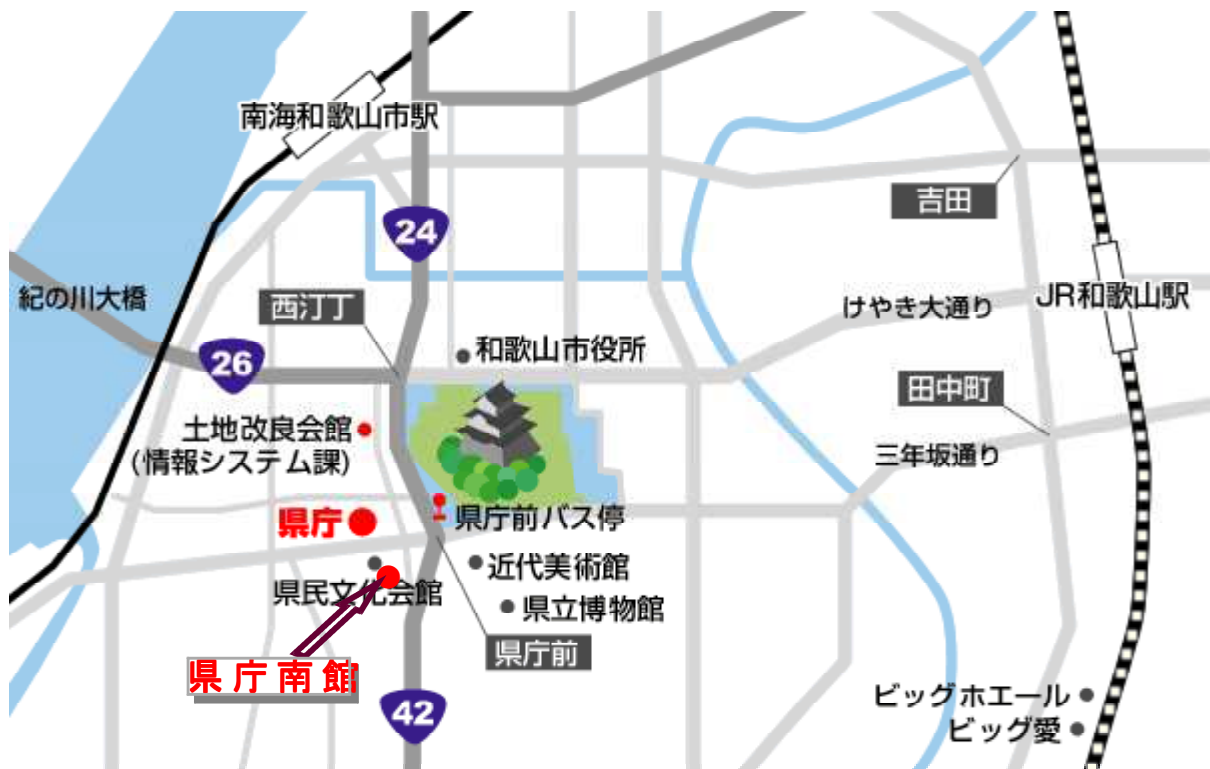 南海和歌山市駅
吉田
24
紀の川大橋
西汀丁
JR和歌山駅
けやき大通り
和歌山市役所
26
田中町
土地改良会館
(情報システム課)
三年坂通り
県庁
県庁前バス停
近代美術館
県民文化会館
県立博物館
県庁前
県庁南館
ビッグホエール
42
ビッグ愛